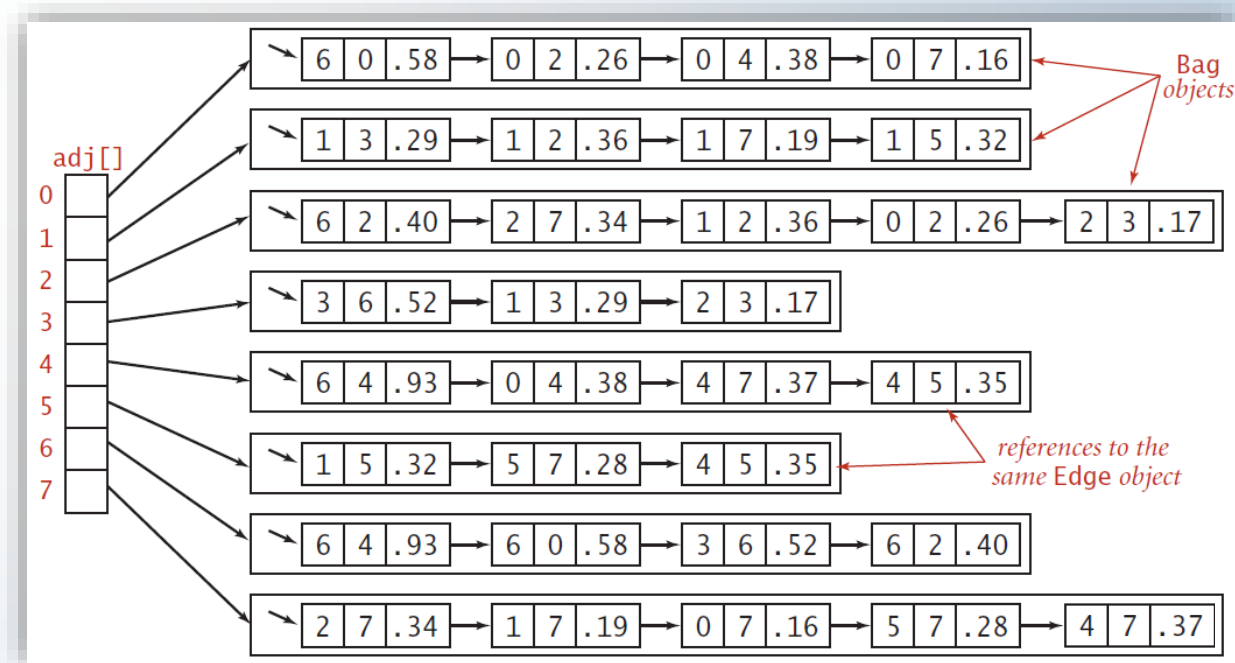 6 0 .58 0 2 .26 0 4 .38 0 7 .16
Bag
objects
1 3 .29 1 2 .36 1 7 .19 1 5 .32
adj[]
0
6 2 .40 2 7 .34 1 2 .36 0 2 .26 2 3 .17
1
2
3 6 .52 1 3 .29 2 3 .17
3
4
6 4 .93 0 4 .38 4 7 .37 4 5 .35
5
6
1 5 .32 5 7 .28 4 5 .35
references to the
same Edge object
7
6 4 .93 6 0 .58 3 6 .52 6 2 .40
2 7 .34 1 7 .19 0 7 .16 5 7 .28 4 7 .37